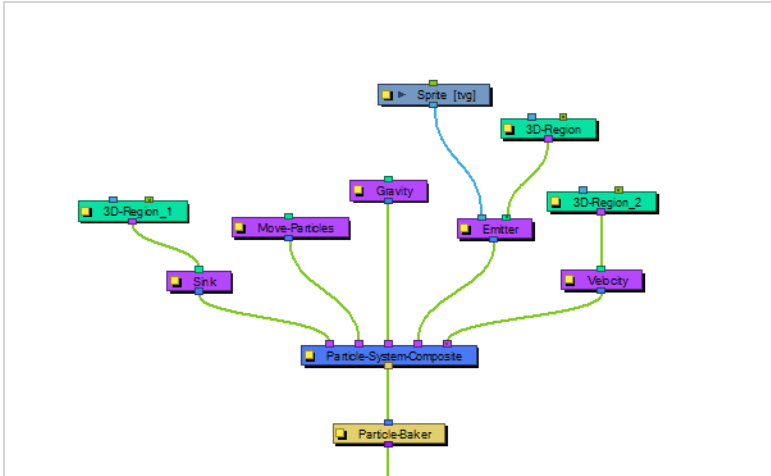 Sprite [tvg]
3D-Region
Gravity
3D-Region_1
3D-Region_2
Move-Particles
Emitter
Sink
Velocity
Particle-System-Composite
Particle-Baker